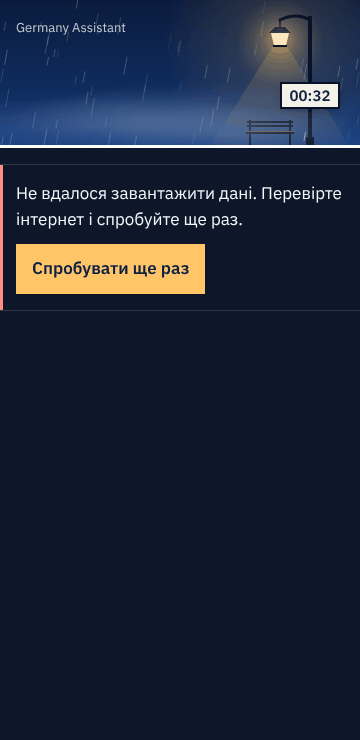 Germany Assistant
00:32
Не вдалося завантажити дані. Перевірте
інтернет і спробуйте ще раз.
Спробувати ще раз